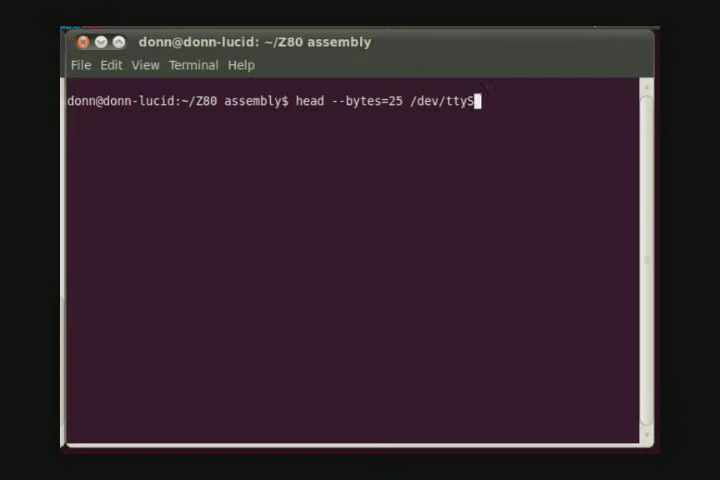 donn@donn-lucid: ~/Z80 assembly
File Edit View Terminal Help
donn@donn-lucid:~/Z80 assembly$ head --bytes=25 /dev/ttyS